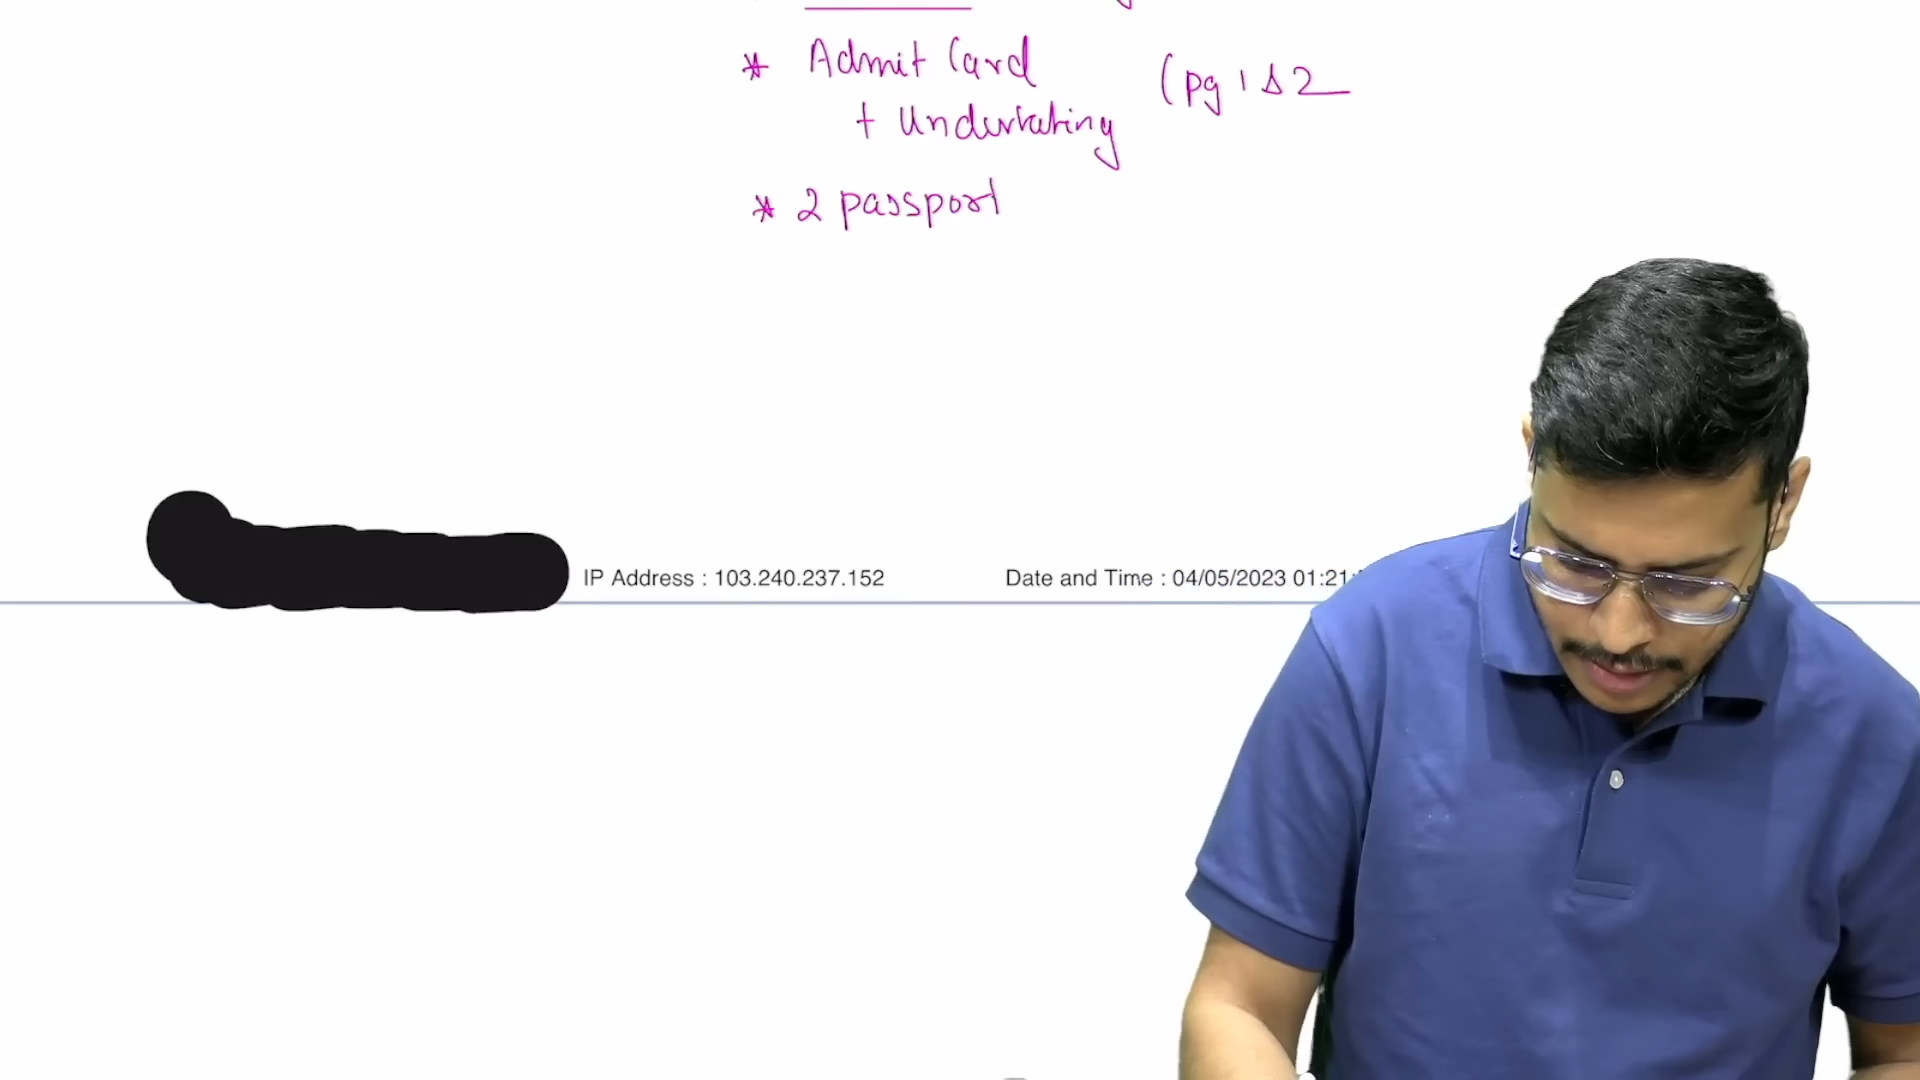 * Admit Card
+ Undertaking
(pg 1 & 2
* 2 passport
IP Address : 103.240.237.152
Date and Time : 04/05/2023 01:21: